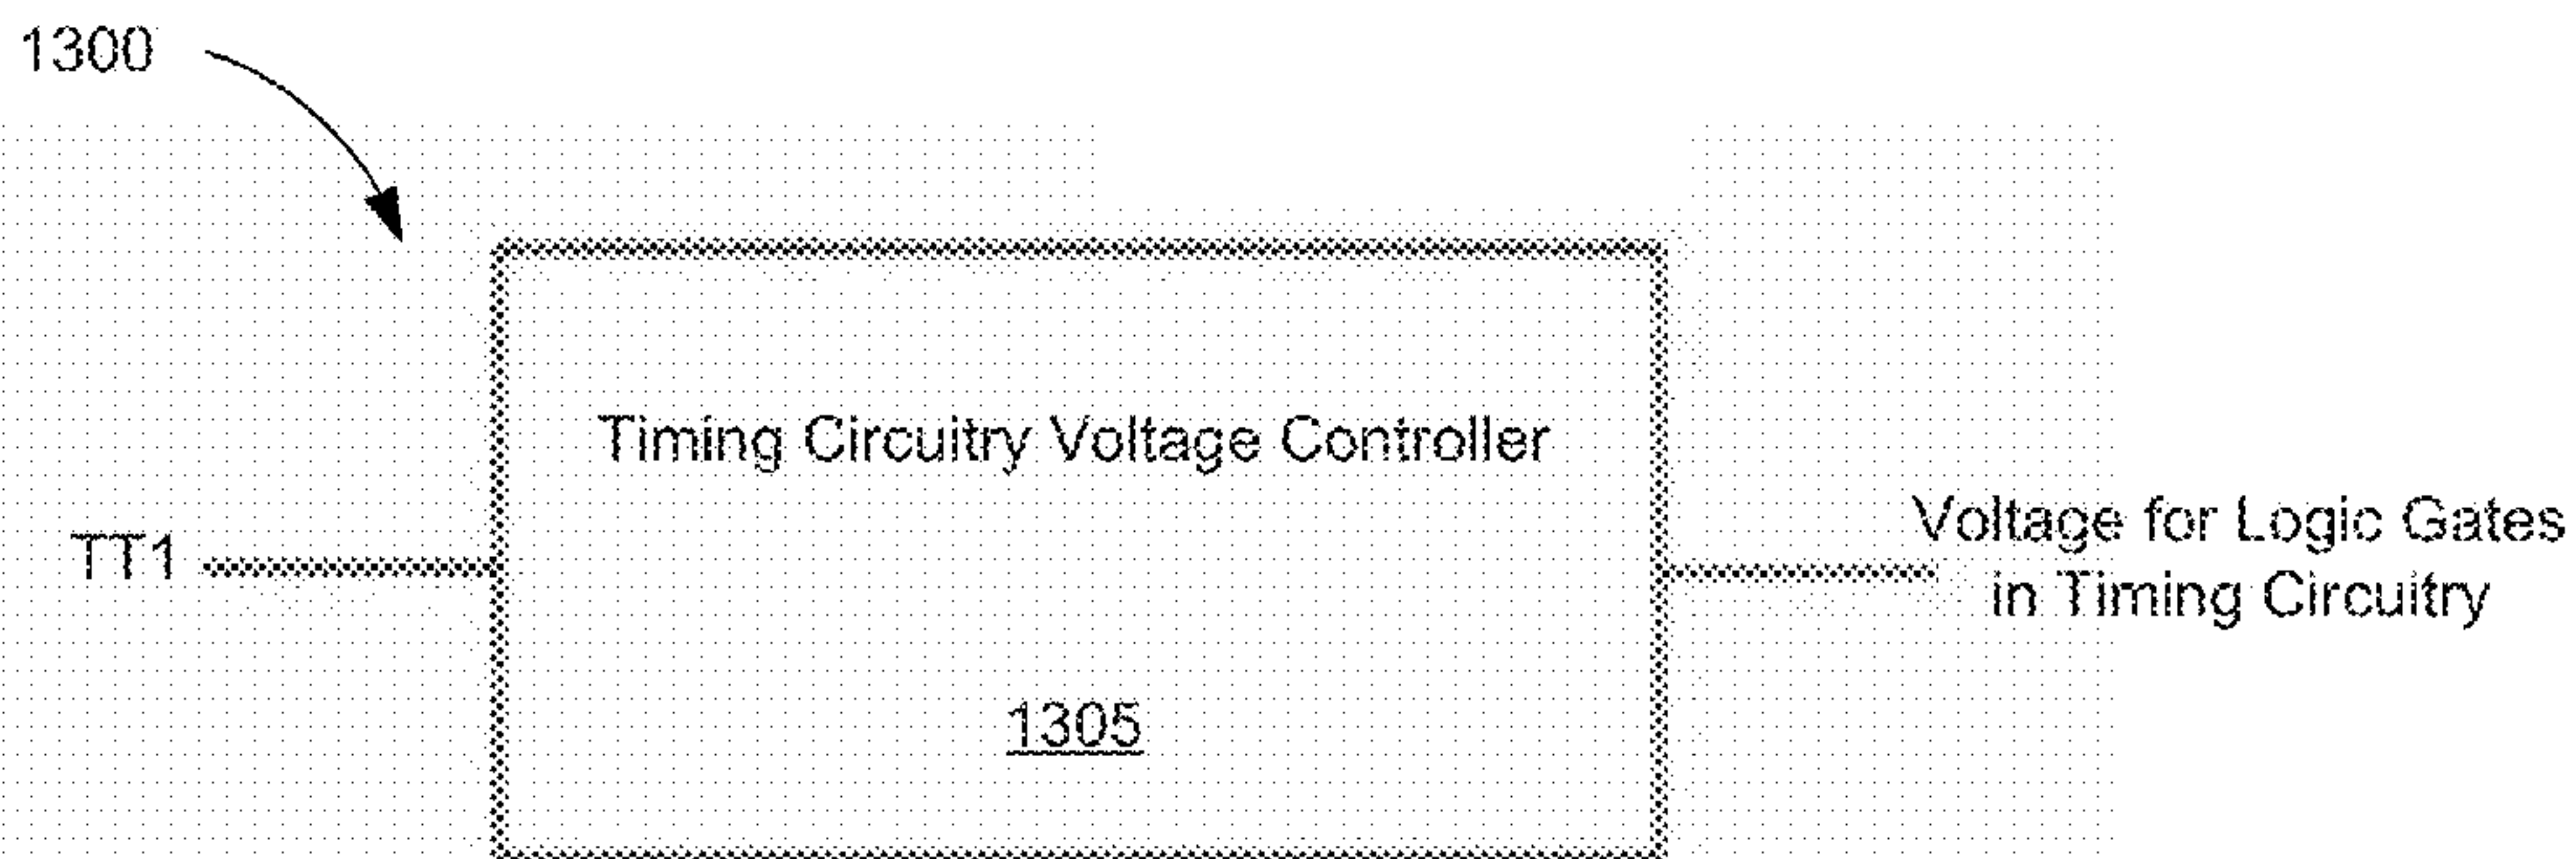 1300
Timing Circuitry Voltage Controller
TT1
Voltage for Logic Gates
in Timing Circuitry
1305